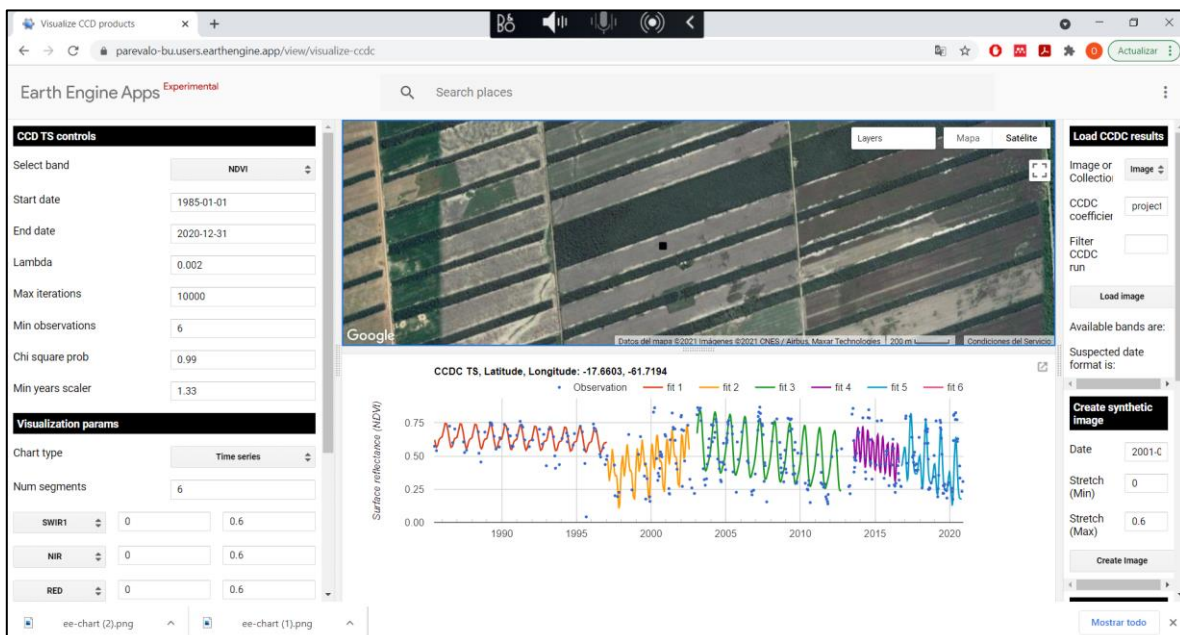 Visualize CCD products
parevalo-bu.users.earthengine.app/view/visualize-ccdc
Actualizar
Earth Engine Apps Experimental
Search places
CCD TS controls
Select band
NDVI
Start date
1985-01-01
End date
2020-12-31
Lambda
0.002
Max iterations
10000
Min observations
6
Chi square prob
0.99
Min years scaler
1.33
Visualization params
Chart type
Time series
Num segments
6
SWIR1 0 0.6
NIR 0 0.6
RED 0 0.6
Layers
Mapa Satélite
Google
Datos del mapa ©2021 Imágenes ©2021 CNES / Airbus, Maxar Technologies 200 m Condiciones del Servicio
CCDC TS, Latitude, Longitude: -17.6603, -61.7194
Observation fit 1 fit 2 fit 3 fit 4 fit 5 fit 6
Surface reflectance (NDVI)
0.75
0.50
0.25
0.00
1990 1995 2000 2005 2010 2015 2020
Load CCDC results
Image or
Collectio
Image
CCDC
coefficier
project
Filter
CCDC
run
Load image
Available bands are:
Suspected date
format is:
Create synthetic
image
Date
2001-0
Stretch
(Min)
0
Stretch
(Max)
0.6
Create Image
ee-chart (2).png
ee-chart (1).png
Mostrar todo